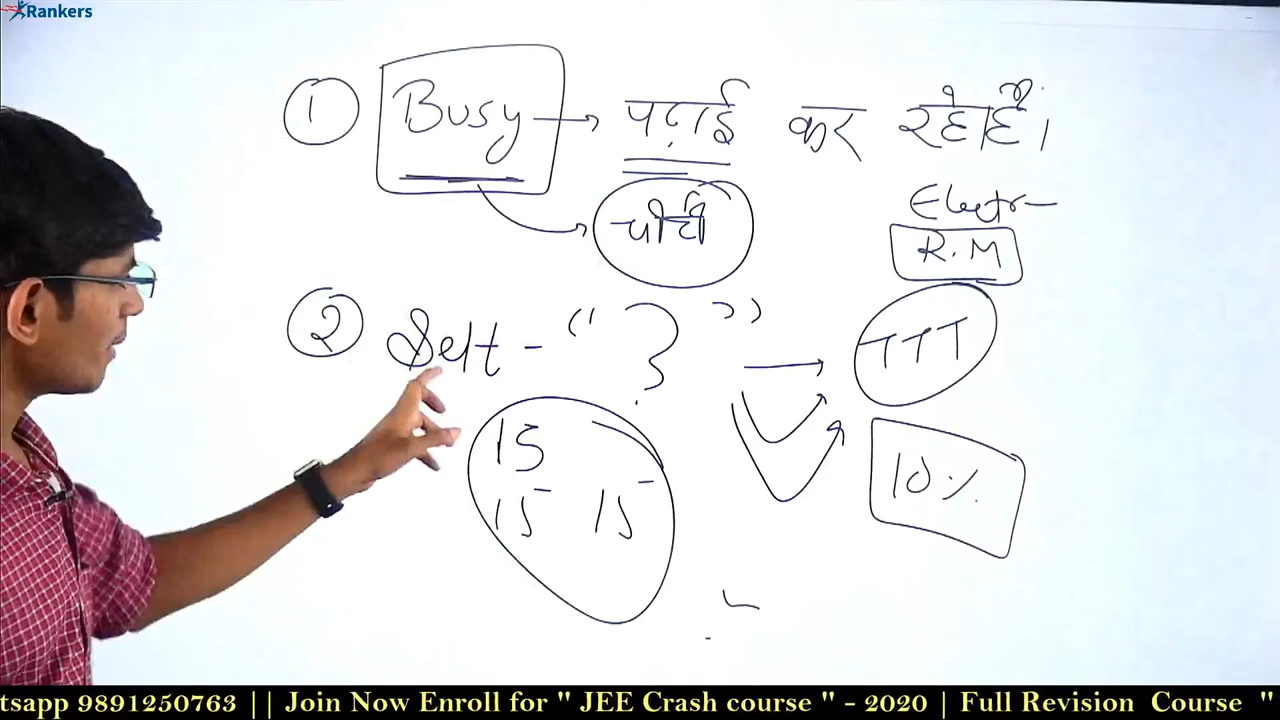 Rankers
① Busy → पढ़ाई कर रहे हैं।
चींटी
Electr-
R.M
② Self - " ? " → TTT
15
15 15
10%
tsapp 9891250763 || Join Now Enroll for " JEE Crash course " - 2020 | Full Revision Course "